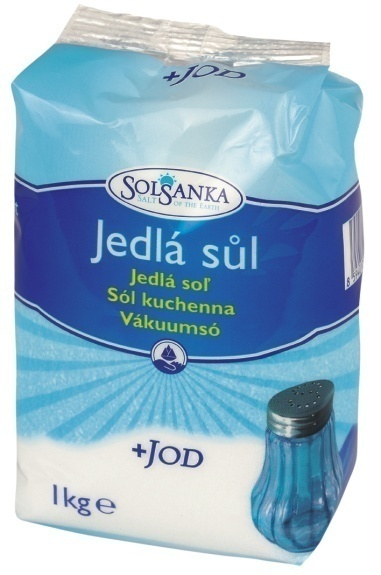 +JOD
SOLSANKA
SALT OF THE EARTH
Jedlá sůl
Jedlá soľ
Sól kuchenna
Vákuumsó
+JOD
1kg e